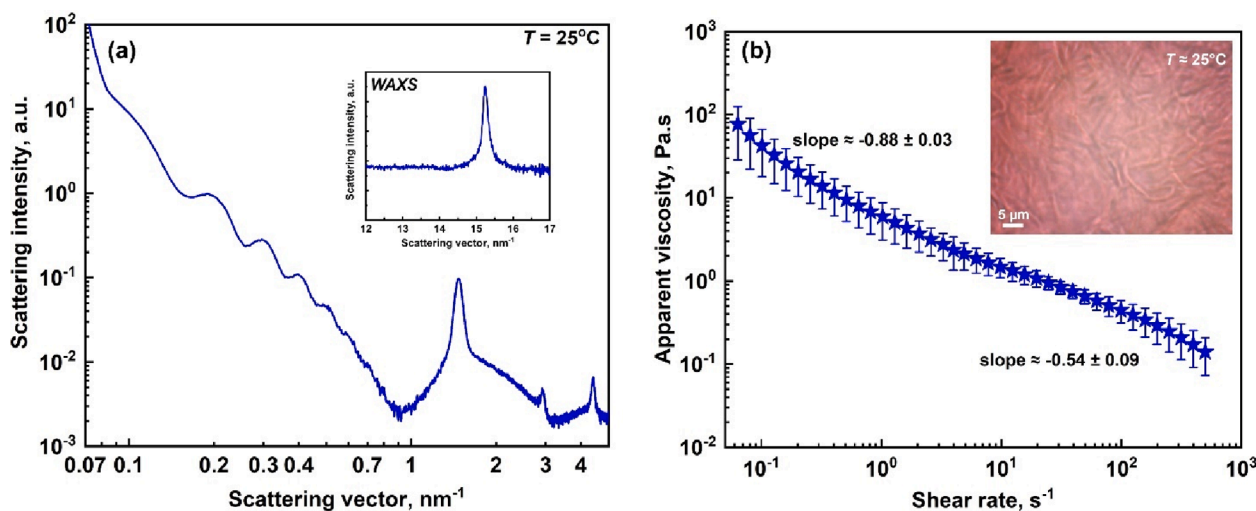 (a)
T = 25°C
10²
10¹
10⁰
10⁻¹
10⁻²
10⁻³
Scattering intensity, a.u.
0.07 0.1 0.2 0.3 0.4 0.7 1 2 3 4
Scattering vector, nm⁻¹
WAXS
Scattering intensity, a.u.
12 13 14 15 16 17
Scattering vector, nm⁻¹
(b)
10³
10²
10¹
10⁰
10⁻¹
10⁻²
Apparent viscosity, Pa.s
slope ≈ -0.88 ± 0.03
slope ≈ -0.54 ± 0.09
T ≈ 25°C
5 µm
10⁻¹ 10⁰ 10¹ 10² 10³
Shear rate, s⁻¹